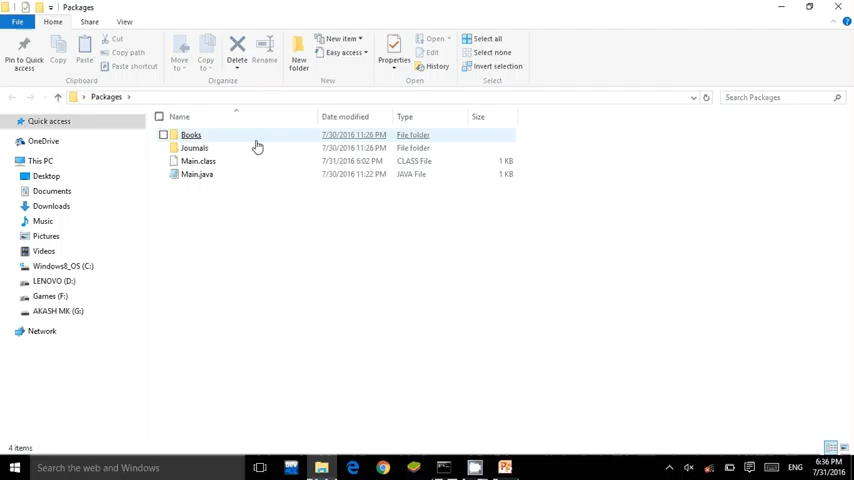 Packages
File Home Share View
Pin to Quick access
Copy
Paste
Cut
Copy path
Paste shortcut
Clipboard
Move to
Copy to
Delete
Rename
Organize
New folder
New item
Easy access
New
Properties
Open
Edit
History
Open
Select all
Select none
Invert selection
Select
Packages
Search Packages
Quick access
OneDrive
This PC
Desktop
Documents
Downloads
Music
Pictures
Videos
Windows8_OS (C:)
LENOVO (D:)
Games (F:)
AKASH MK (G:)
Network
Name Date modified Type Size
Books 7/30/2016 11:26 PM File folder
Journals 7/30/2016 11:26 PM File folder
Main.class 7/31/2016 6:02 PM CLASS File 1 KB
Main.java 7/30/2016 11:22 PM JAVA File 1 KB
4 items
Search the web and Windows
DEV
ENG
6:36 PM
7/31/2016